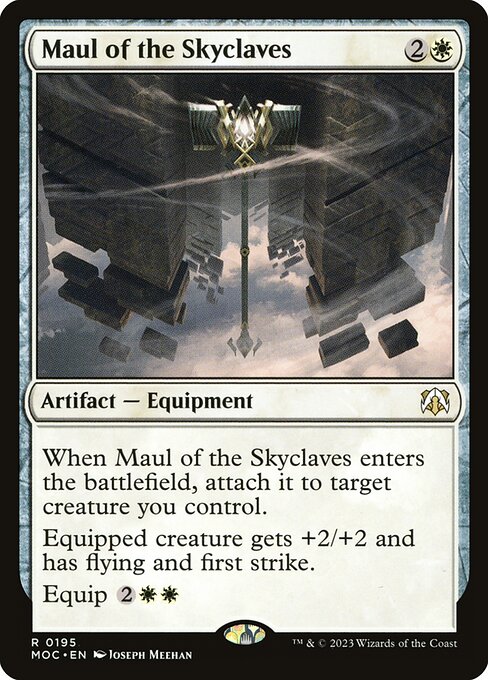 Maul of the Skyclaves 2
Artifact — Equipment
When Maul of the Skyclaves enters
the battlefield, attach it to target
creature you control.
Equipped creature gets +2/+2 and
has flying and first strike.
Equip 2
R 0195
MOC • EN Joseph Meehan
™ & © 2023 Wizards of the Coast